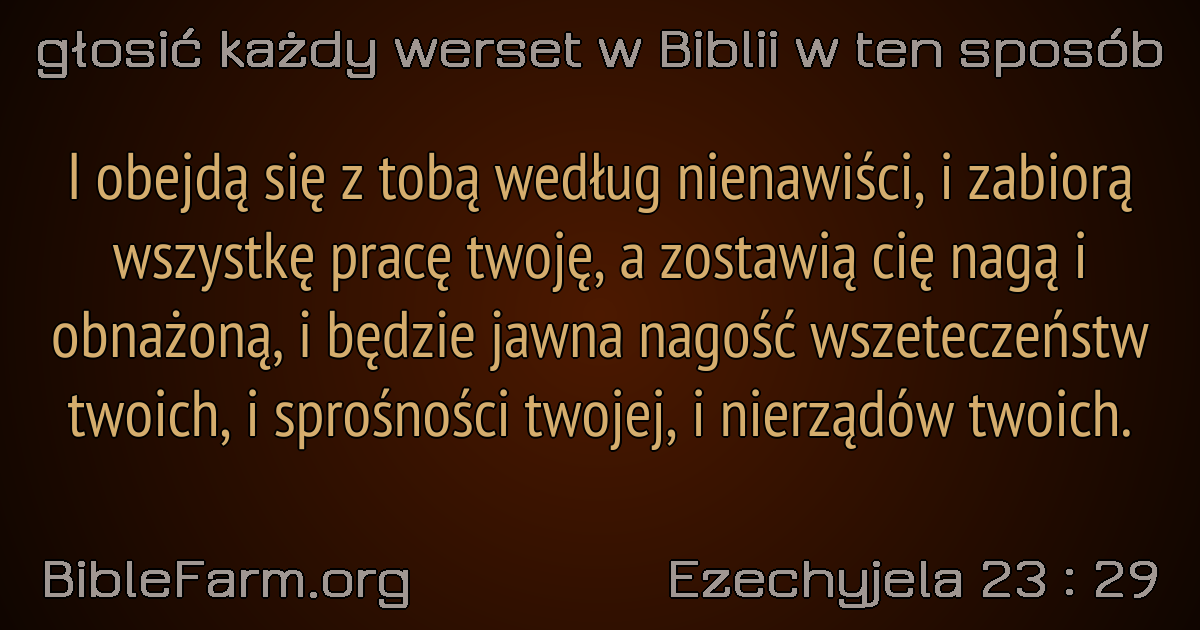 głosić każdy werset w Biblii w ten sposób
I obejdą się z tobą według nienawiści, i zabiorą
wszystkę pracę twoję, a zostawią cię nagą i
obnażoną, i będzie jawna nagość wszeteczeństw
twoich, i sprośności twojej, i nierządów twoich.
BibleFarm.org
Ezechyjela 23 : 29